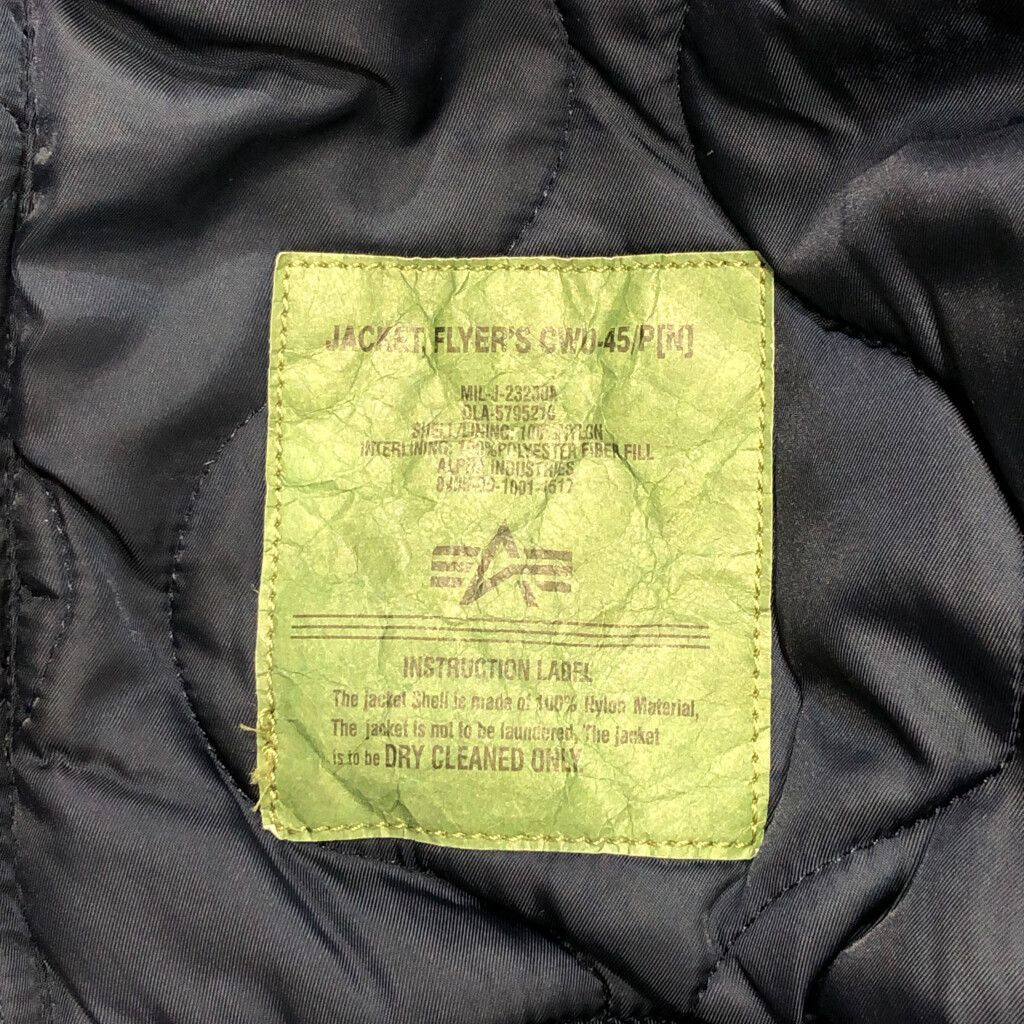 JACKET, FLYER'S CWU-45/P[N]
MIL-J-23230A
DLA-5795216
SHELL/LINING: 100% NYLON
INTERLINING: 100%POLYESTER FIBER FILL
ALPHA INDUSTRIES
INSTRUCTION LABEL
The jacket Shell is made of 100% Nylon Material,
The jacket is not to be laundered, The jacket
is to be DRY CLEANED ONLY.